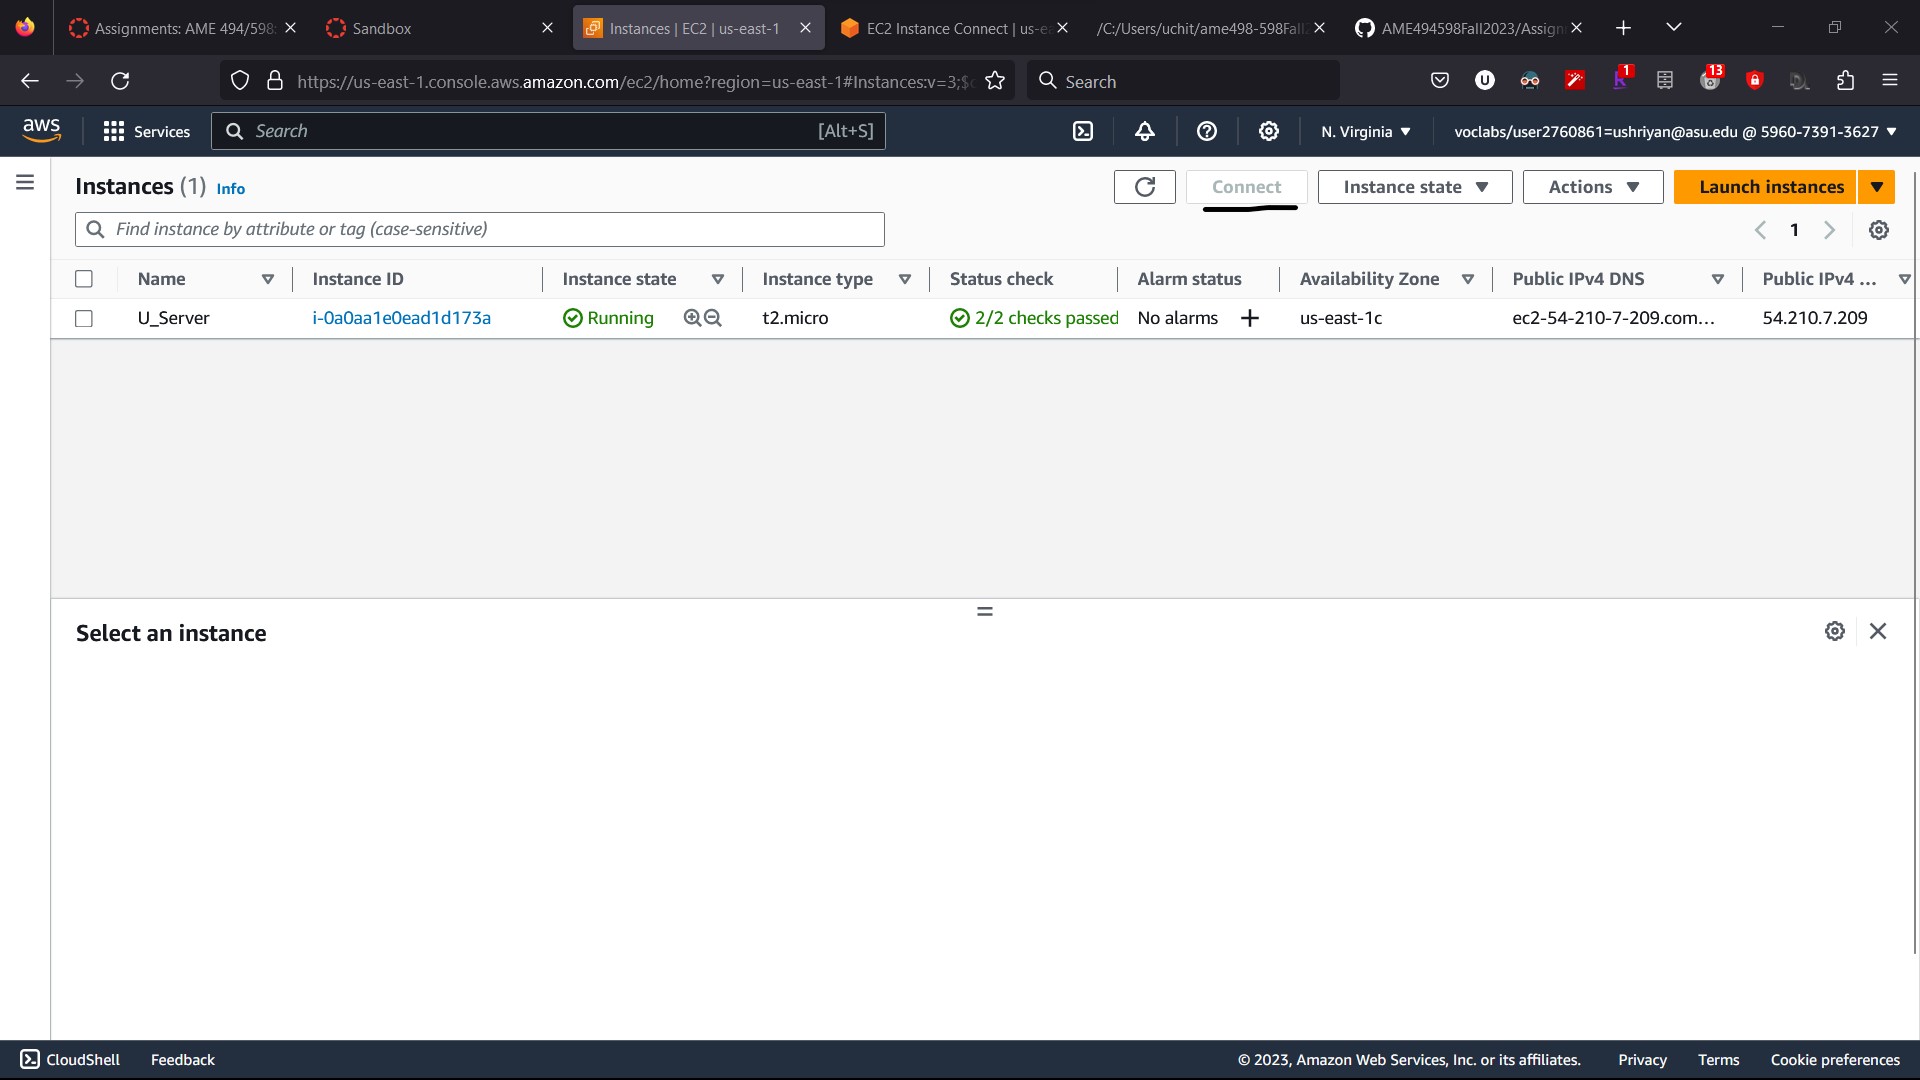 Assignments: AME 494/598:
Sandbox
Instances | EC2 | us-east-1
EC2 Instance Connect | us-e
/C:/Users/uchit/ame498-598Fall
AME494598Fall2023/Assign
https://us-east-1.console.aws.amazon.com/ec2/home?region=us-east-1#Instances:v=3;$c
Search
1
13
aws
Services
Search
[Alt+S]
N. Virginia
voclabs/user2760861=ushriyan@asu.edu @ 5960-7391-3627
Instances (1) Info
Connect
Instance state
Actions
Launch instances
Find instance by attribute or tag (case-sensitive)
1
Name
Instance ID
Instance state
Instance type
Status check
Alarm status
Availability Zone
Public IPv4 DNS
Public IPv4 ...
U_Server
i-0a0aa1e0ead1d173a
Running
t2.micro
2/2 checks passed
No alarms
us-east-1c
ec2-54-210-7-209.com...
54.210.7.209
Select an instance
CloudShell
Feedback
© 2023, Amazon Web Services, Inc. or its affiliates.
Privacy
Terms
Cookie preferences